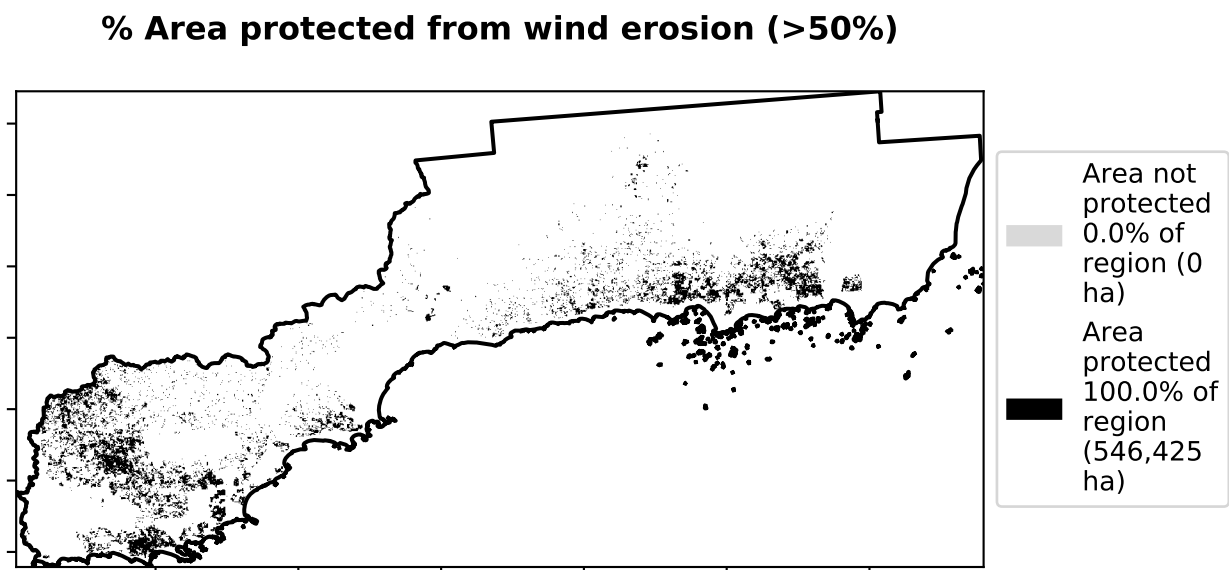 % Area protected from wind erosion (>50%)
Area not
protected
0.0% of
region (0
ha)
Area
protected
100.0% of
region
(546,425
ha)